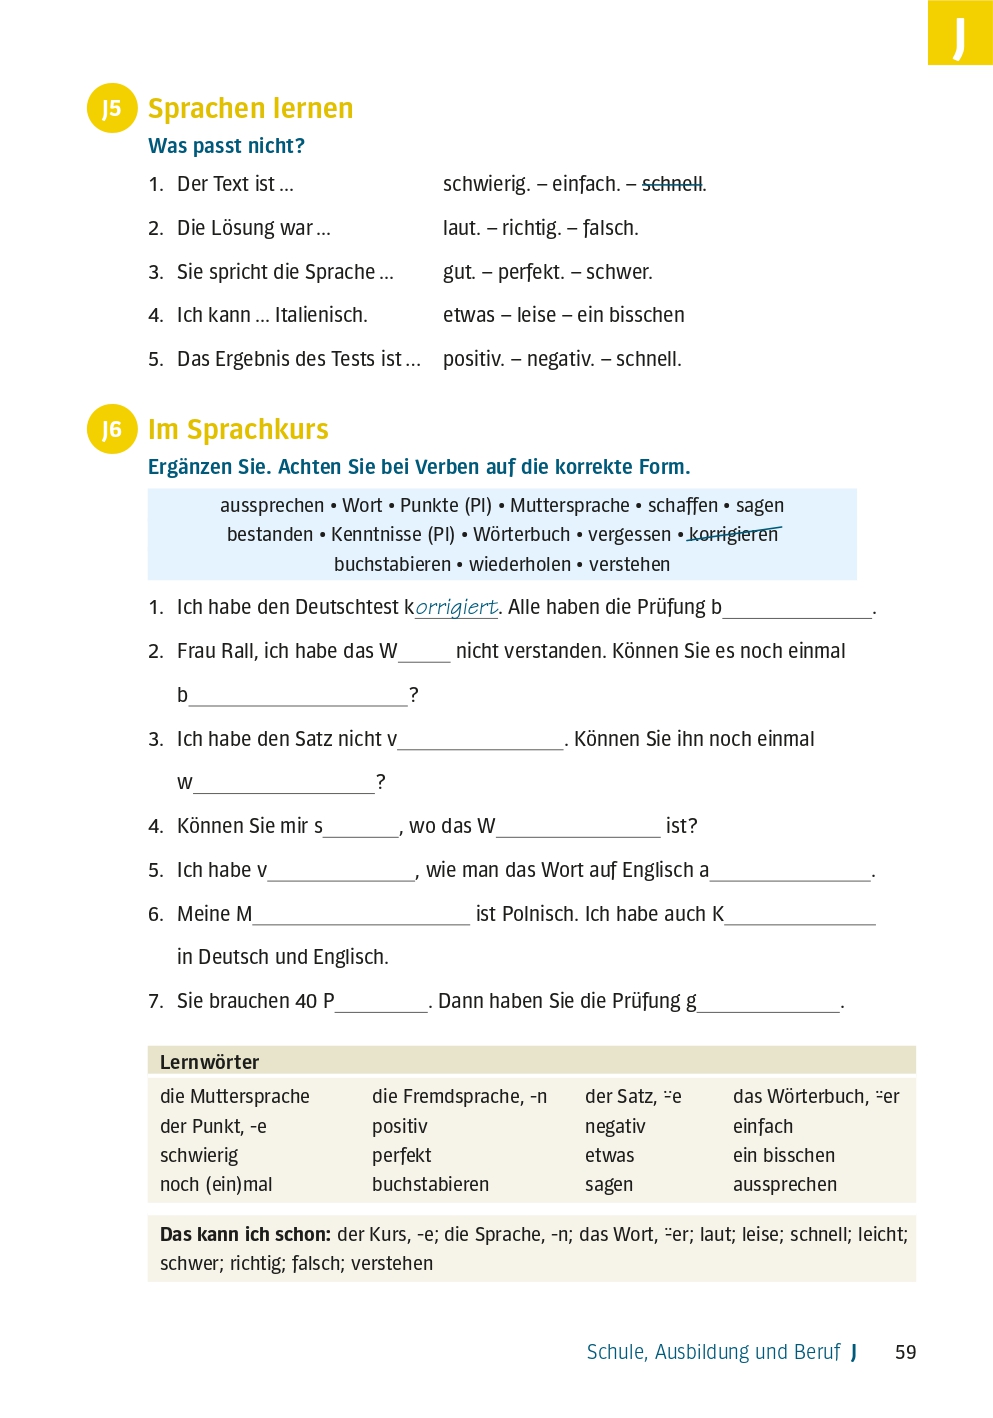 J
J5 Sprachen lernen
Was passt nicht?
1. Der Text ist … schwierig. – einfach. – schnell.
2. Die Lösung war … laut. – richtig. – falsch.
3. Sie spricht die Sprache … gut. – perfekt. – schwer.
4. Ich kann … Italienisch. etwas – leise – ein bisschen
5. Das Ergebnis des Tests ist … positiv. – negativ. – schnell.
J6 Im Sprachkurs
Ergänzen Sie. Achten Sie bei Verben auf die korrekte Form.
aussprechen • Wort • Punkte (Pl) • Muttersprache • schaffen • sagen
bestanden • Kenntnisse (Pl) • Wörterbuch • vergessen • korrigieren
buchstabieren • wiederholen • verstehen
1. Ich habe den Deutschtest korrigiert. Alle haben die Prüfung b______________.
2. Frau Rall, ich habe das W_____ nicht verstanden. Können Sie es noch einmal
b____________________?
3. Ich habe den Satz nicht v_______________. Können Sie ihn noch einmal
w________________?
4. Können Sie mir s_______, wo das W_______________ ist?
5. Ich habe v_____________, wie man das Wort auf Englisch a______________.
6. Meine M____________________ ist Polnisch. Ich habe auch K______________
in Deutsch und Englisch.
7. Sie brauchen 40 P________. Dann haben Sie die Prüfung g_____________.
Lernwörter
die Muttersprache die Fremdsprache, -n der Satz, ⸚e das Wörterbuch, ⸚er
der Punkt, -e positiv negativ einfach
schwierig perfekt etwas ein bisschen
noch (ein)mal buchstabieren sagen aussprechen
Das kann ich schon: der Kurs, -e; die Sprache, -n; das Wort, ⸚er; laut; leise; schnell; leicht;
schwer; richtig; falsch; verstehen
Schule, Ausbildung und Beruf J 59